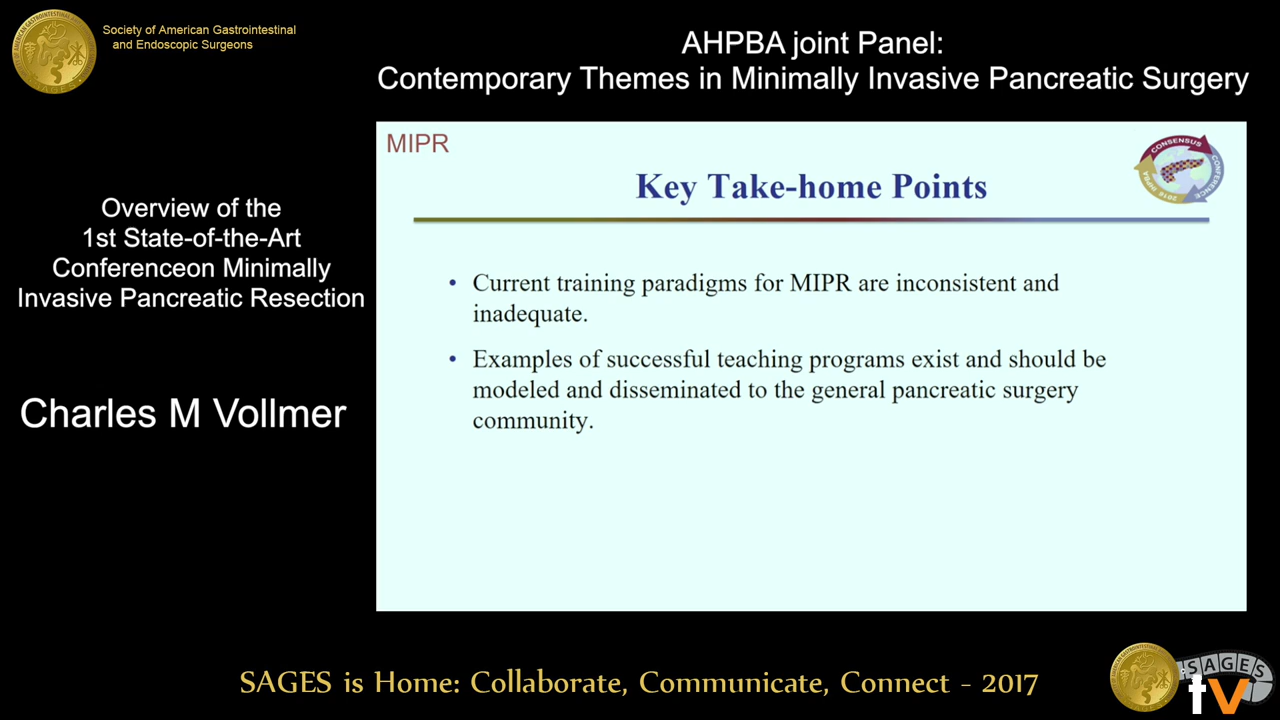 Society of American Gastrointestinal
and Endoscopic Surgeons
AHPBA joint Panel:
Contemporary Themes in Minimally Invasive Pancreatic Surgery
Overview of the
1st State-of-the-Art
Conferenceon Minimally
Invasive Pancreatic Resection
Charles M Vollmer
MIPR
CONSENSUS
CONFERENCE
Key Take-home Points
• Current training paradigms for MIPR are inconsistent and
inadequate.
• Examples of successful teaching programs exist and should be
modeled and disseminated to the general pancreatic surgery
community.
SAGES is Home: Collaborate, Communicate, Connect - 2017
SAGES
tv